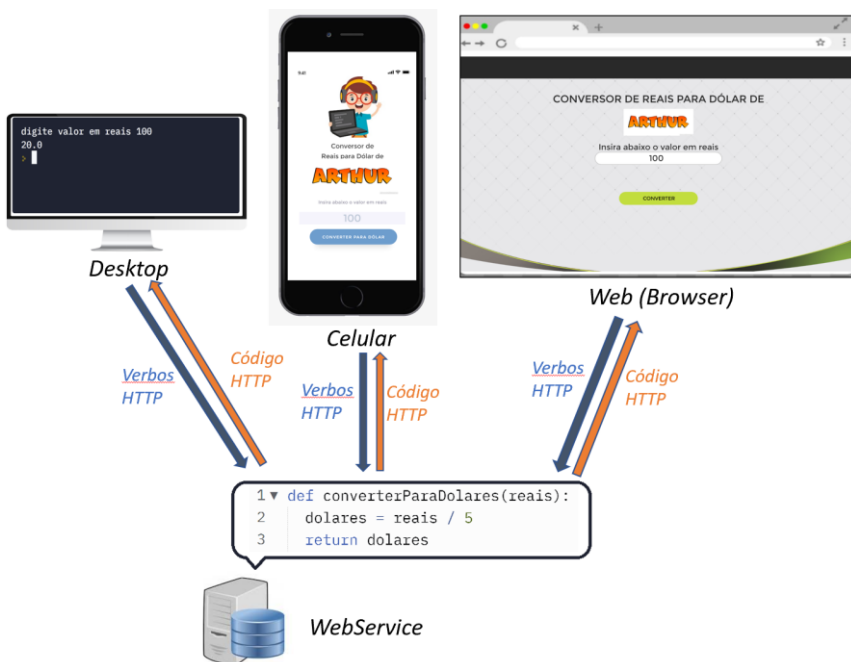 digite valor em reais 100
20.0
>
Desktop
9:41
Conversor de
Reais para Dólar de
ARTHUR
Insira abaixo o valor em reais
100
CONVERTER PARA DÓLAR
Celular
CONVERSOR DE REAIS PARA DÓLAR DE
ARTHUR
Insira abaixo o valor em reais
100
CONVERTER
Web (Browser)
Verbos
HTTP
Código
HTTP
Verbos
HTTP
Código
HTTP
Verbos
HTTP
Código
HTTP
1 def converterParaDolares(reais):
2 dolares = reais / 5
3 return dolares
WebService